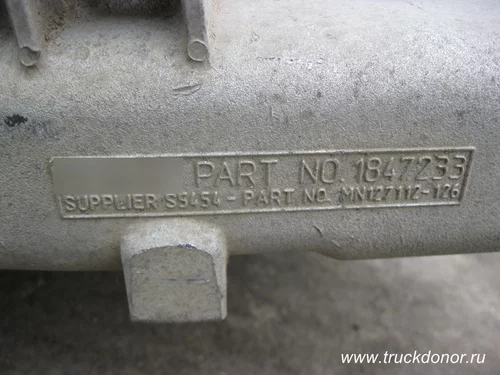 PART NO. 1847233
SUPPLIER S5454 - PART NO. MN127112-126
www.truckdonor.ru